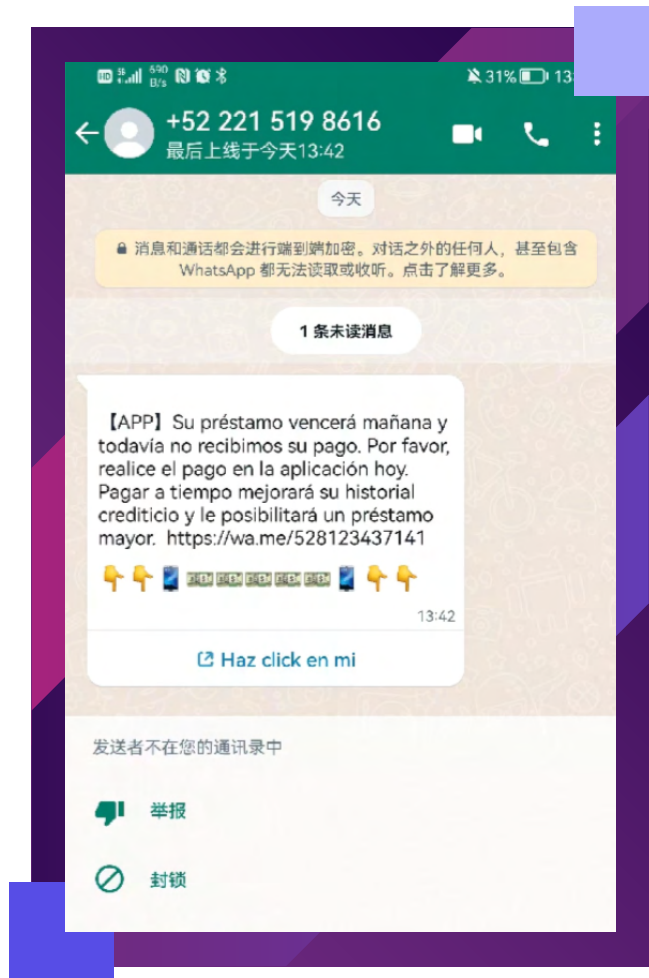 HD 690 B/s 31% 13:
+52 221 519 8616
最后上线于今天13:42
今天
消息和通话都会进行端到端加密。对话之外的任何人，甚至包含
WhatsApp 都无法读取或收听。点击了解更多。
1 条未读消息
【APP】Su préstamo vencerá mañana y
todavía no recibimos su pago. Por favor,
realice el pago en la aplicación hoy.
Pagar a tiempo mejorará su historial
crediticio y le posibilitará un préstamo
mayor. https://wa.me/528123437141
13:42
Haz click en mi
发送者不在您的通讯录中
举报
封锁